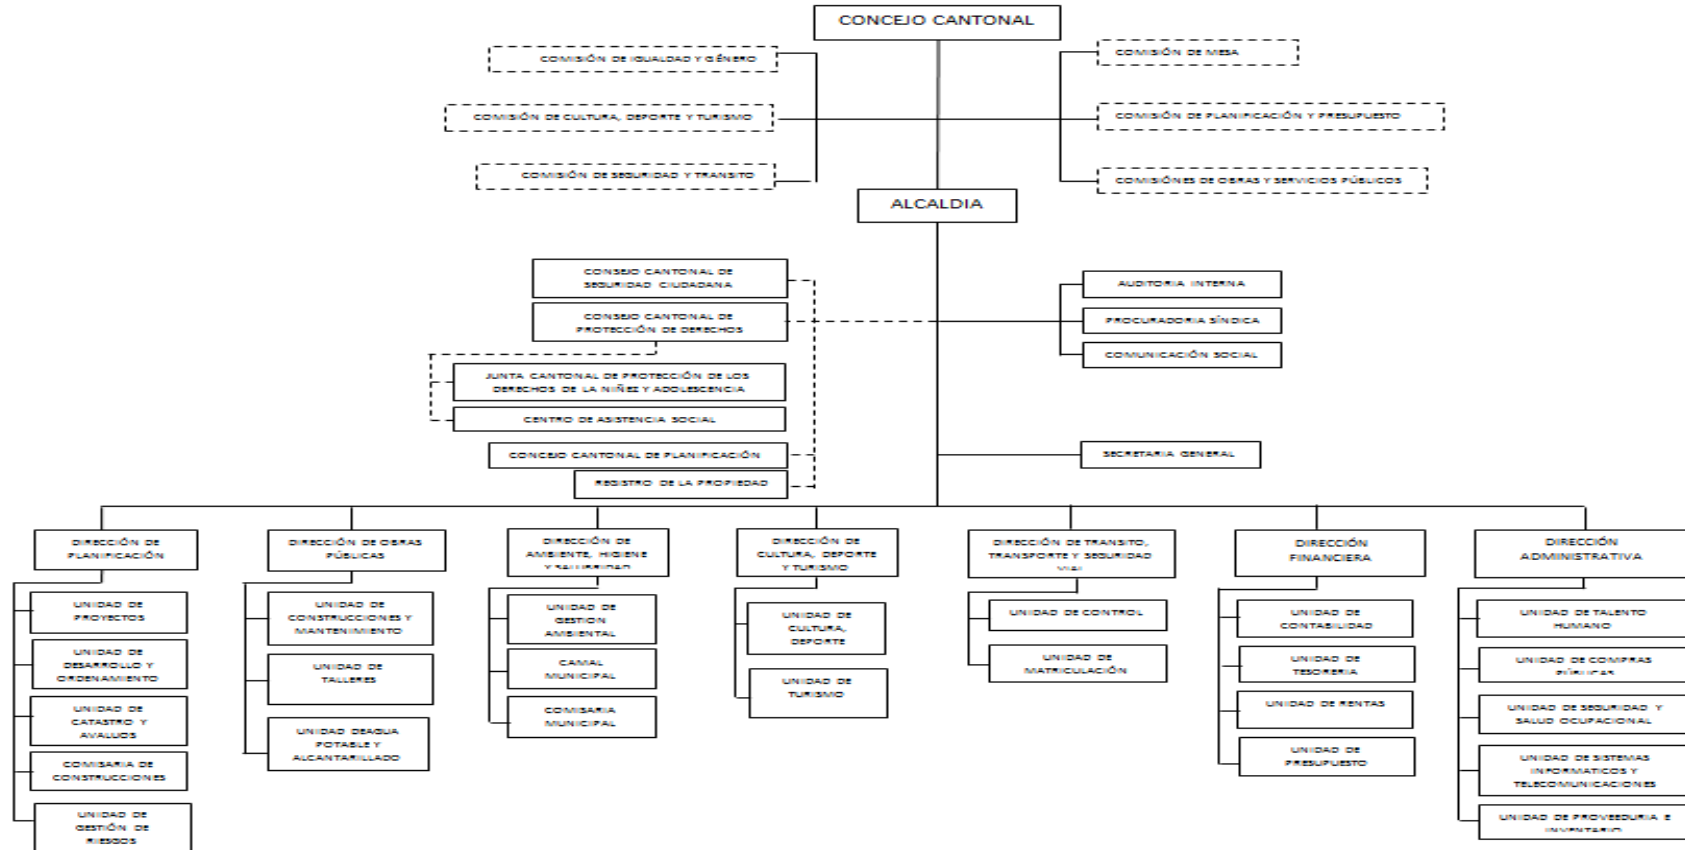 CONCEJO CANTONAL
COMISIÓN DE IGUALDAD Y GÉNERO
COMISIÓN DE MESA
COMISIÓN DE CULTURA, DEPORTE Y TURISMO
COMISIÓN DE PLANIFICACIÓN Y PRESUPUESTO
COMISIÓN DE SEGURIDAD Y TRANSITO
COMISIÓNES DE OBRAS Y SERVICIOS PÚBLICOS
ALCALDIA
CONSEJO CANTONAL DE
SEGURIDAD CIUDADANA
CONSEJO CANTONAL DE
PROTECCIÓN DE DERECHOS
JUNTA CANTONAL DE PROTECCIÓN DE LOS
DERECHOS DE LA NIÑEZ Y ADOLESCENCIA
CENTRO DE ASISTENCIA SOCIAL
CONCEJO CANTONAL DE PLANIFICACIÓN
REGISTRO DE LA PROPIEDAD
AUDITORIA INTERNA
PROCURADORIA SÍNDICA
COMUNICACIÓN SOCIAL
SECRETARIA GENERAL
DIRECCIÓN DE
PLANIFICACIÓN
UNIDAD DE
PROYECTOS
UNIDAD DE
DESARROLLO Y
ORDENAMIENTO
UNIDAD DE
CATASTRO Y
AVALUOS
COMISARIA DE
CONSTRUCCIONES
UNIDAD DE
GESTIÓN DE
RIESGOS
DIRECCIÓN DE OBRAS
PÚBLICAS
UNIDAD DE
CONSTRUCCIONES Y
MANTENIMIENTO
UNIDAD DE
TALLERES
UNIDAD DEAGUA
POTABLE Y
ALCANTARILLADO
DIRECCIÓN DE
AMBIENTE, HIGIENE
Y SALUBRIDAD
UNIDAD DE
GESTION
AMBIENTAL
CAMAL
MUNICIPAL
COMISARIA
MUNICIPAL
DIRECCIÓN DE
CULTURA, DEPORTE
Y TURISMO
UNIDAD DE
CULTURA,
DEPORTE
UNIDAD DE
TURISMO
DIRECCIÓN DE TRANSITO,
TRANSPORTE Y SEGURIDAD
VIAL
UNIDAD DE CONTROL
UNIDAD DE
MATRICULACIÓN
DIRECCIÓN
FINANCIERA
UNIDAD DE
CONTABILIDAD
UNIDAD DE
TESORERIA
UNIDAD DE RENTAS
UNIDAD DE
PRESUPUESTO
DIRECCIÓN
ADMINISTRATIVA
UNIDAD DE TALENTO
HUMANO
UNIDAD DE COMPRAS
PÚBLICAS
UNIDAD DE SEGURIDAD Y
SALUD OCUPACIONAL
UNIDAD DE SISTEMAS
INFORMATICOS Y
TELECOMUNICACIONES
UNIDAD DE PROVEEDURIA E
INVENTARIO